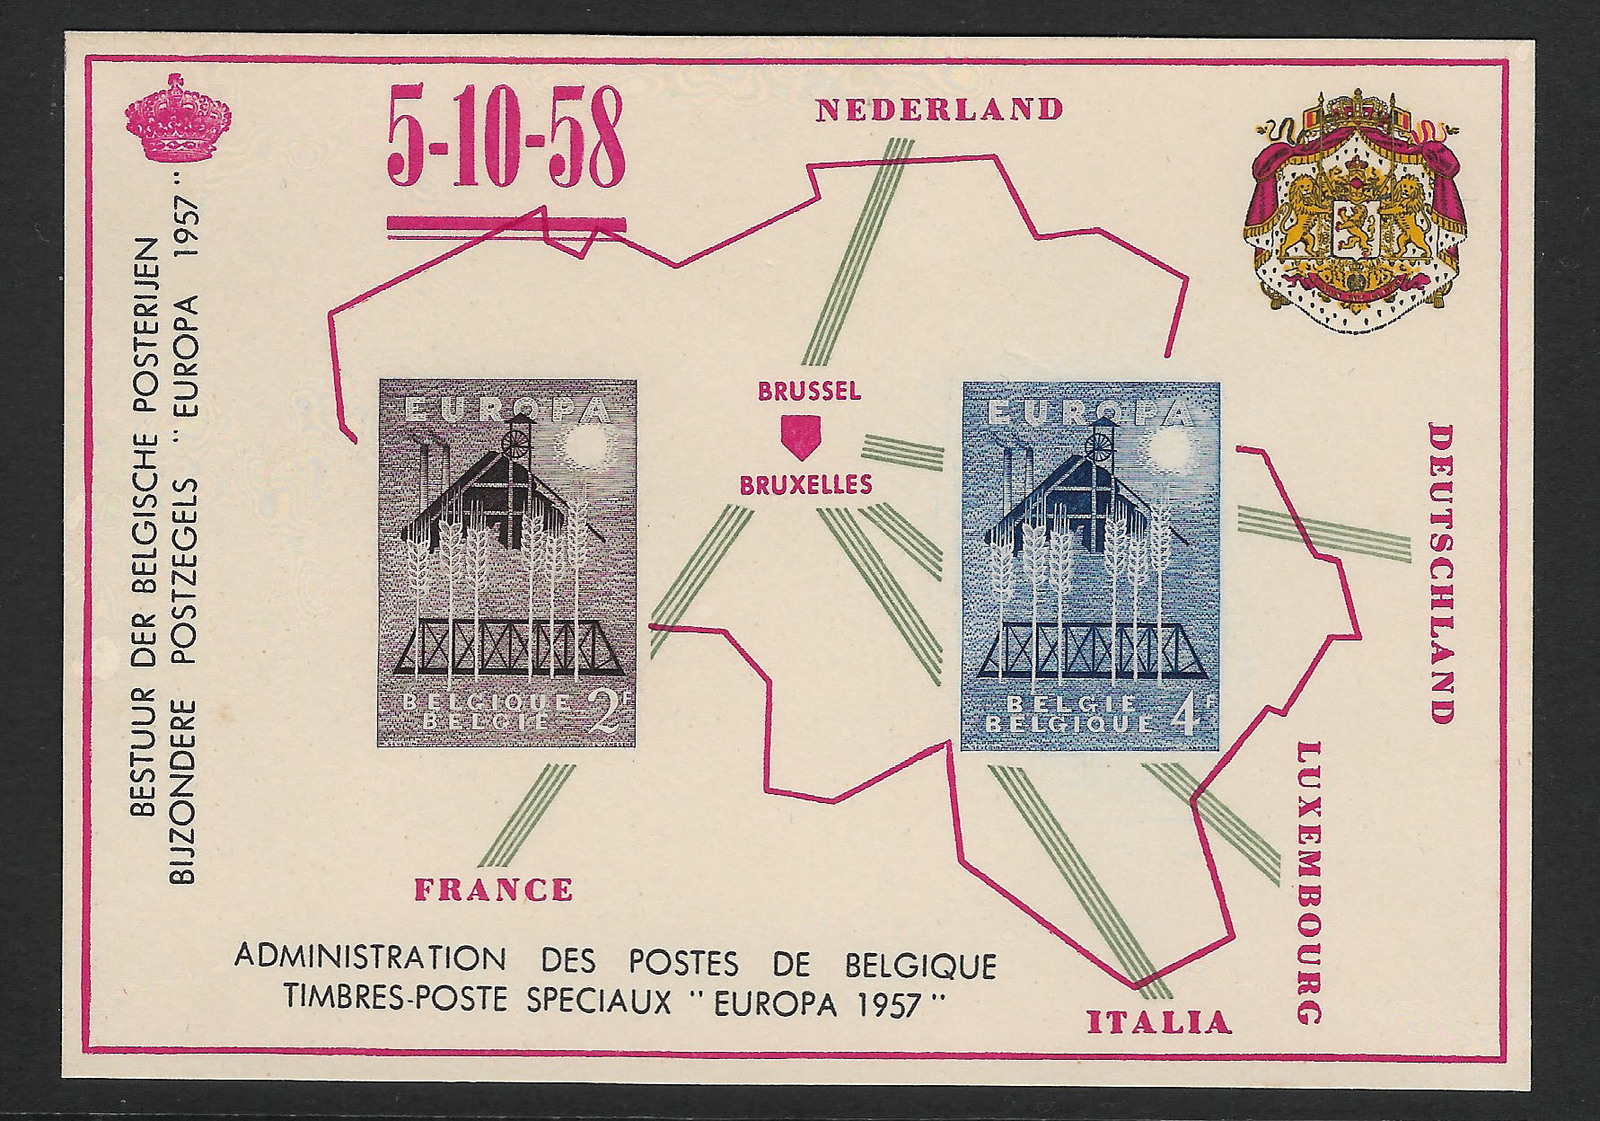 5-10-58
NEDERLAND
BESTUUR DER BELGISCHE POSTERIJEN
BIJZONDERE POSTZEGELS " EUROPA 1957 "
BRUSSEL
BRUXELLES
EUROPA
BELGIQUE
BELGIE
2F
EUROPA
BELGIE
BELGIQUE
4F
DEUTSCHLAND
LUXEMBOURG
FRANCE
ITALIA
ADMINISTRATION DES POSTES DE BELGIQUE
TIMBRES-POSTE SPECIAUX " EUROPA 1957 "